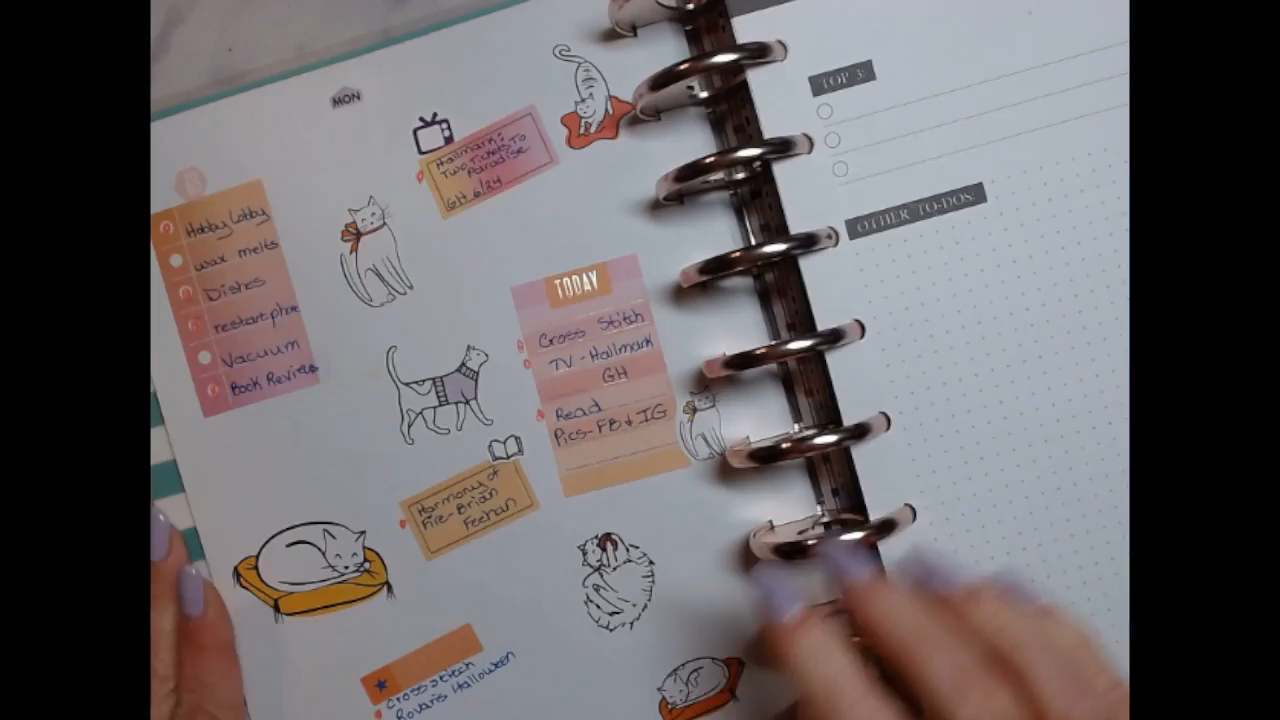 MON
Hobby Lobby
wax melts
Dishes
restart phone
Vacuum
Book Reviews
Hallmark:
Two Tickets To
Paradise
GH 6/24
TODAY
Cross Stitch
TV - Hallmark
GH
Read
Pics - FB & IG
Harmony of
Fire - Brian
Feehan
Cross stitch
Halloween
TOP 3:
OTHER TO-DOS: